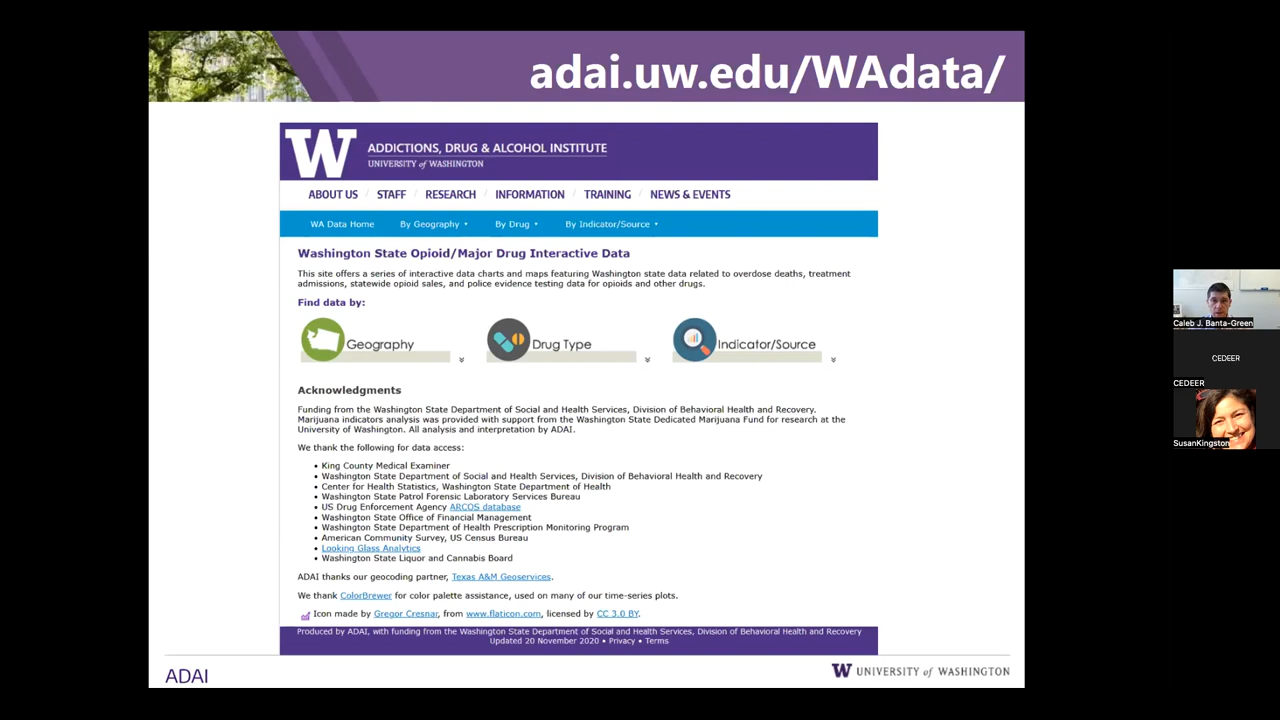 adai.uw.edu/WAdata/
W
ADDICTIONS, DRUG & ALCOHOL INSTITUTE
UNIVERSITY of WASHINGTON
ABOUT US / STAFF / RESEARCH / INFORMATION / TRAINING / NEWS & EVENTS
WA Data Home By Geography By Drug By Indicator/Source
Washington State Opioid/Major Drug Interactive Data
This site offers a series of interactive data charts and maps featuring Washington state data related to overdose deaths, treatment
admissions, statewide opioid sales, and police evidence testing data for opioids and other drugs.
Find data by:
Geography Drug Type Indicator/Source
Acknowledgments
Funding from the Washington State Department of Social and Health Services, Division of Behavioral Health and Recovery.
Marijuana indicators analysis was provided with support from the Washington State Dedicated Marijuana Fund for research at the
University of Washington. All analysis and interpretation by ADAI.
We thank the following for data access:
• King County Medical Examiner
• Washington State Department of Social and Health Services, Division of Behavioral Health and Recovery
• Center for Health Statistics, Washington State Department of Health
• Washington State Patrol Forensic Laboratory Services Bureau
• US Drug Enforcement Agency ARCOS database
• Washington State Office of Financial Management
• Washington State Department of Health Prescription Monitoring Program
• American Community Survey, US Census Bureau
• Looking Glass Analytics
• Washington State Liquor and Cannabis Board
ADAI thanks our geocoding partner, Texas A&M Geoservices.
We thank ColorBrewer for color palette assistance, used on many of our time-series plots.
Icon made by Gregor Cresnar, from www.flaticon.com, licensed by CC 3.0 BY.
Produced by ADAI, with funding from the Washington State Department of Social and Health Services, Division of Behavioral Health and Recovery
Updated 20 November 2020 • Privacy • Terms
ADAI
W UNIVERSITY of WASHINGTON
Caleb J. Banta-Green
CEDEER
CEDEER
SusanKingston